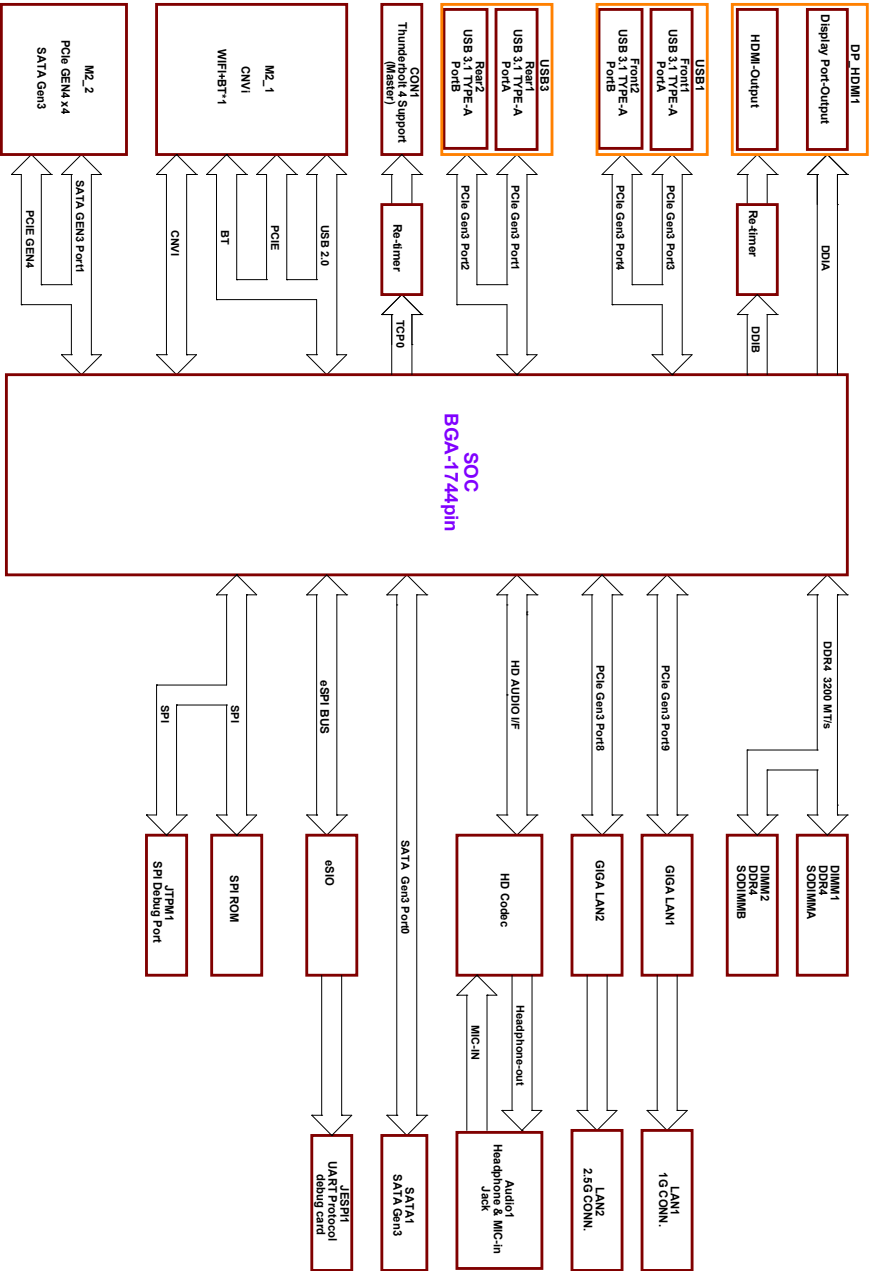 DP_HDMI1
Display Port-Output
HDMI-Output
DDIA
Re-timer
DDIB
USB1
Front1
USB 3.1 TYPE-A
PortA
Front2
USB 3.1 TYPE-A
PortB
PCIe Gen3 Port3
PCIe Gen3 Port4
USB3
Rear1
USB 3.1 TYPE-A
PortA
Rear2
USB 3.1 TYPE-A
PortB
PCIe Gen3 Port1
PCIe Gen3 Port2
CON1
Thunderbolt 4 Support
(Master)
Re-timer
TCP0
M2_1
CNVi
WIFI+BT*1
USB 2.0
PCIE
BT
CNVI
M2_2
PCIe GEN4 x4
SATA Gen3
SATA GEN3 Port1
PCIE GEN4
SOC
BGA-1744pin
DDR4 3200 MT/s
DIMM1
DDR4
SODIMMA
DIMM2
DDR4
SODIMMB
PCIe Gen3 Port9
GIGA LAN1
LAN1
1G CONN.
PCIe Gen3 Port8
GIGA LAN2
LAN2
2.5G CONN.
HD AUDIO I/F
HD Codec
Headphone-out
MIC-IN
Audio1
Headphone & MIC-in
Jack
SATA Gen3 Port0
SATA1
SATA Gen3
eSPI BUS
eSIO
JESPI1
UART Protocol
debug card
SPI
SPI ROM
SPI
JTPM1
SPI Debug Port